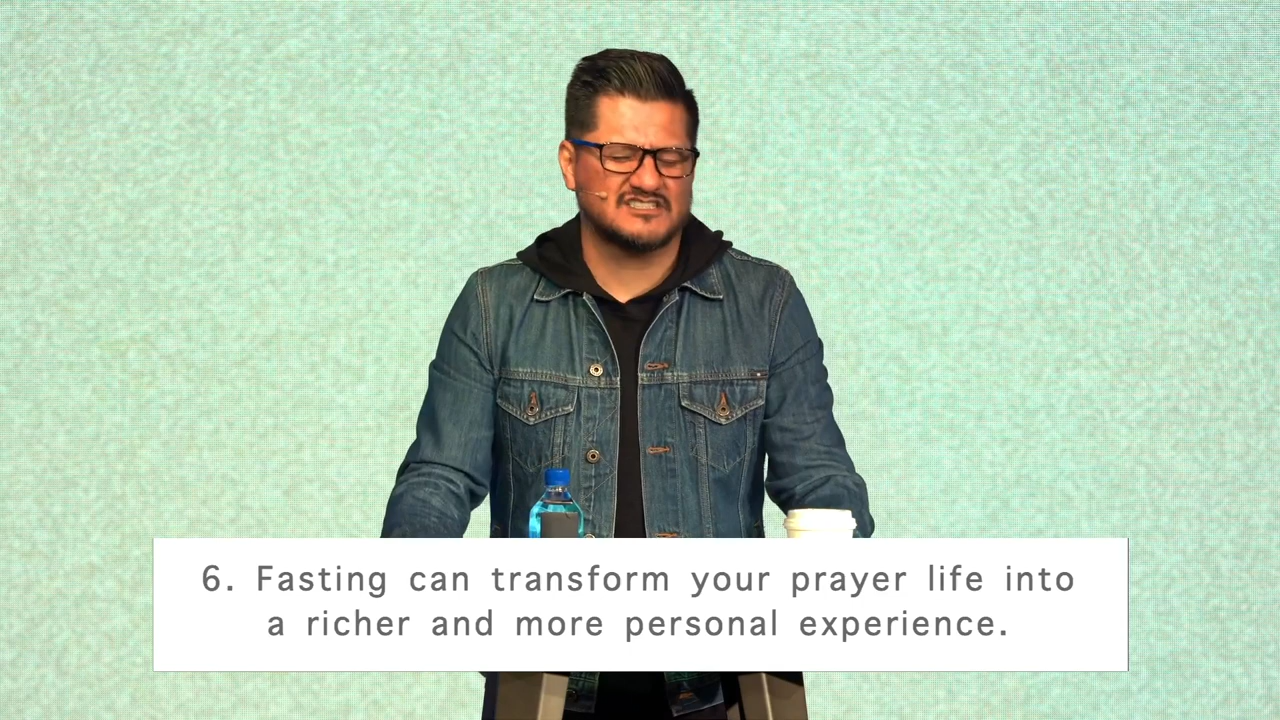 6. Fasting can transform your prayer life into
a richer and more personal experience.